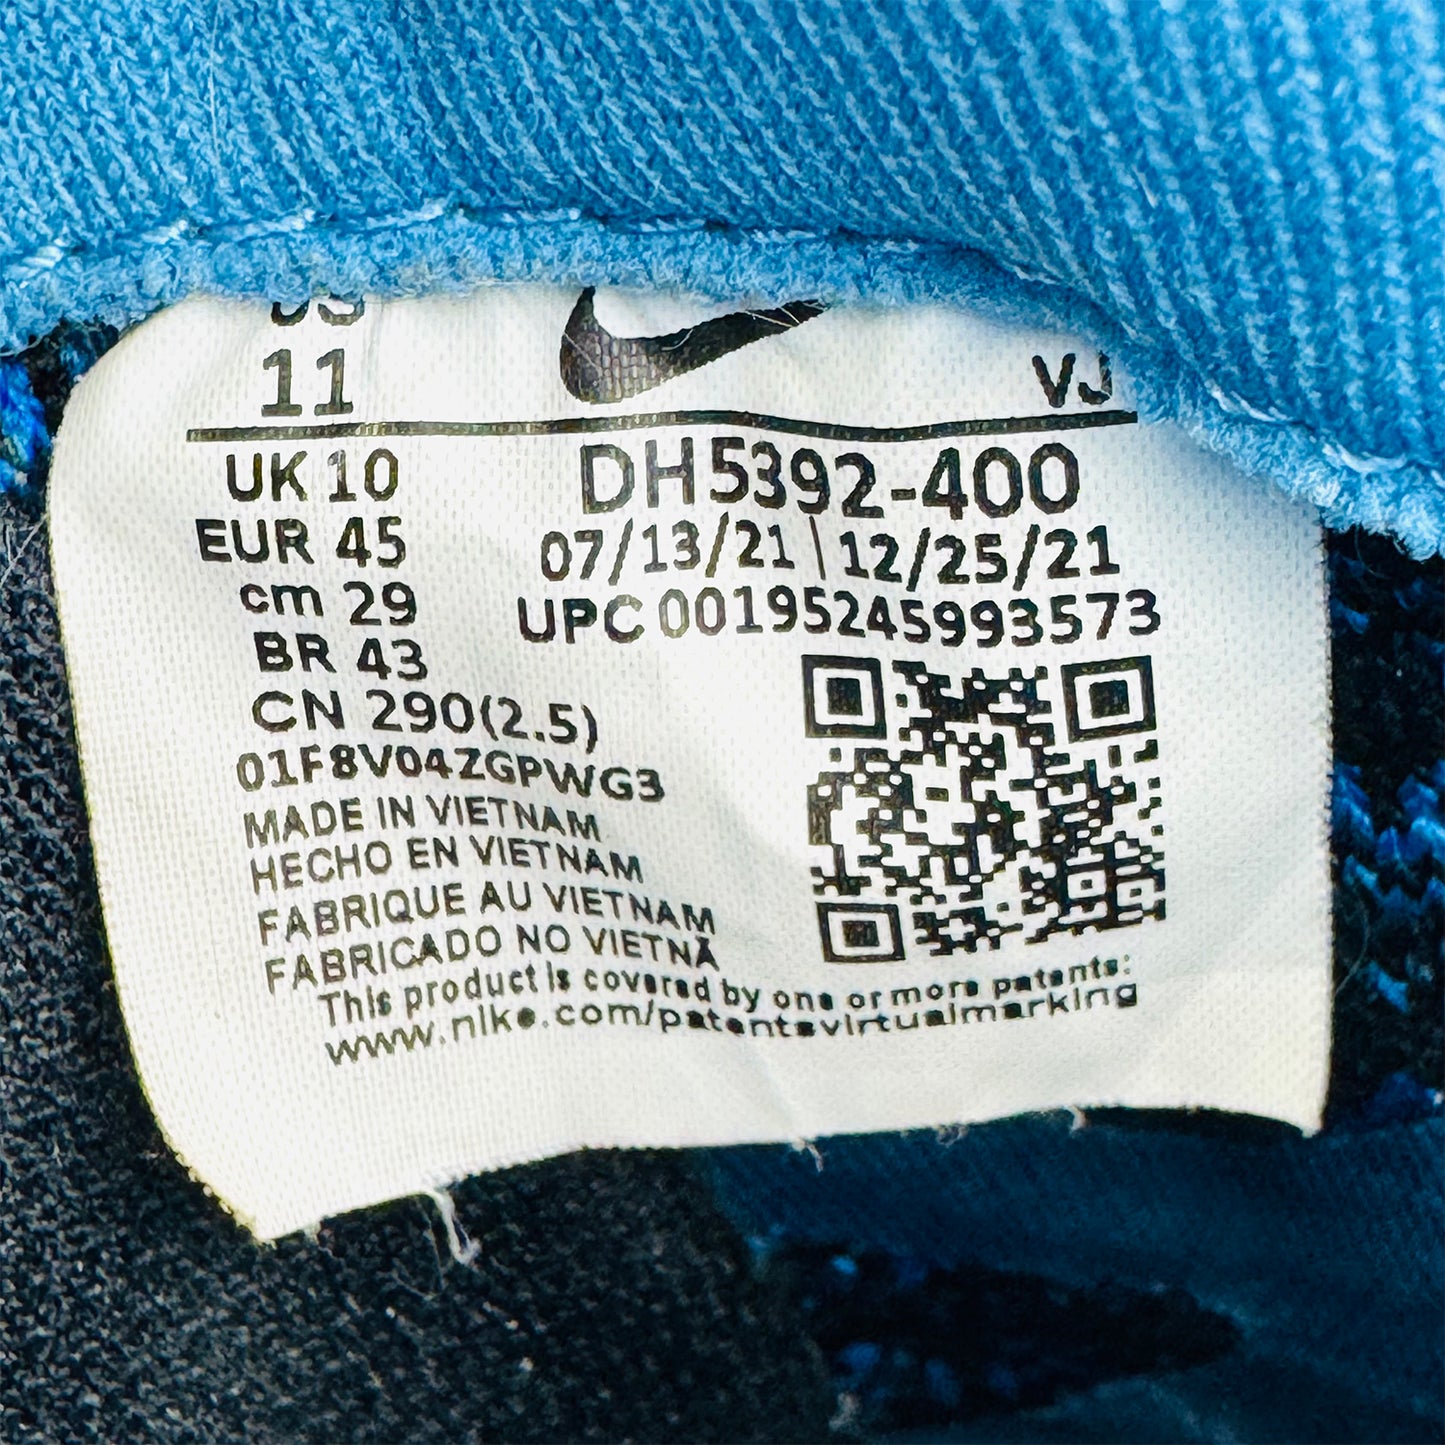 US
11
VJ
UK 10
EUR 45
cm 29
BR 43
CN 290(2.5)
DH5392-400
07/13/21 | 12/25/21
UPC 00195245993573
01F8V04ZGPWG3
MADE IN VIETNAM
HECHO EN VIETNAM
FABRIQUE AU VIETNAM
FABRICADO NO VIETNÃ
This product is covered by one or more patents:
www.nike.com/patentsvirtualmarking